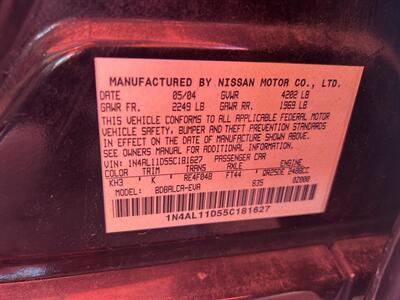 MANUFACTURED BY NISSAN MOTOR CO., LTD.
DATE 05/04 GVWR 4202 LB
GAWR FR. 2249 LB GAWR RR. 1969 LB
THIS VEHICLE CONFORMS TO ALL APPLICABLE FEDERAL MOTOR
VEHICLE SAFETY, BUMPER AND THEFT PREVENTION STANDARDS
IN EFFECT ON THE DATE OF MANUFACTURE SHOWN ABOVE.
SEE OWNERS MANUAL FOR ADDITIONAL INFORMATION.
VIN: 1N4AL11D55C181627 PASSENGER CAR
COLOR TRIM TRANS AXLE ENGINE
KH3 K RE4F04B FT44 QR25DE 2488CC
BDBALCA-EVA 835 02000
1N4AL11D55C181627